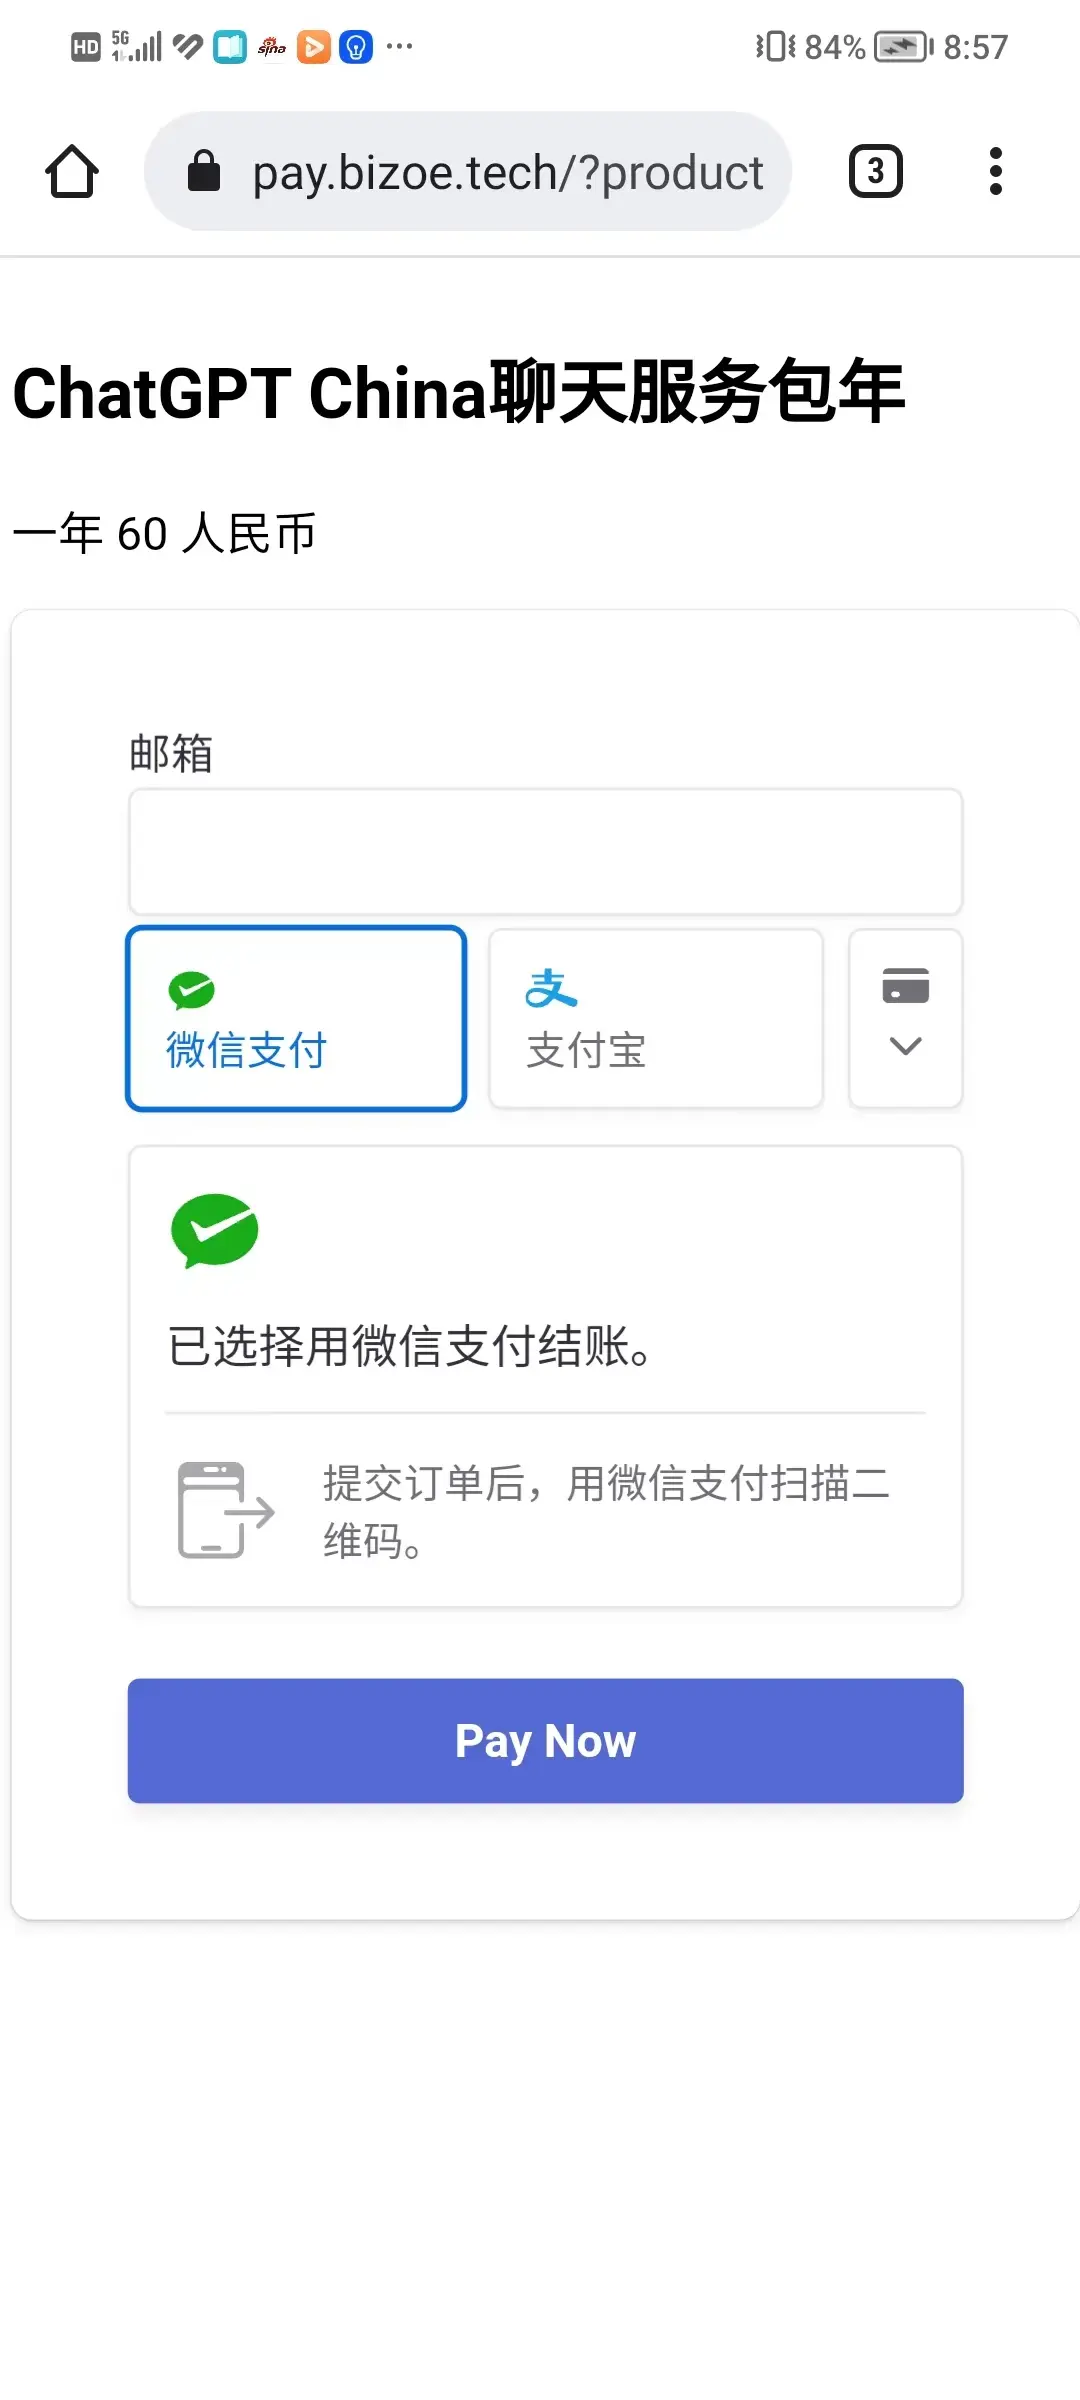 HD 5G sina ··· 84% 8:57
pay.bizoe.tech/?product 3
ChatGPT China聊天服务包年
一年 60 人民币
邮箱
微信支付 支付宝
已选择用微信支付结账。
提交订单后，用微信支付扫描二
维码。
Pay Now